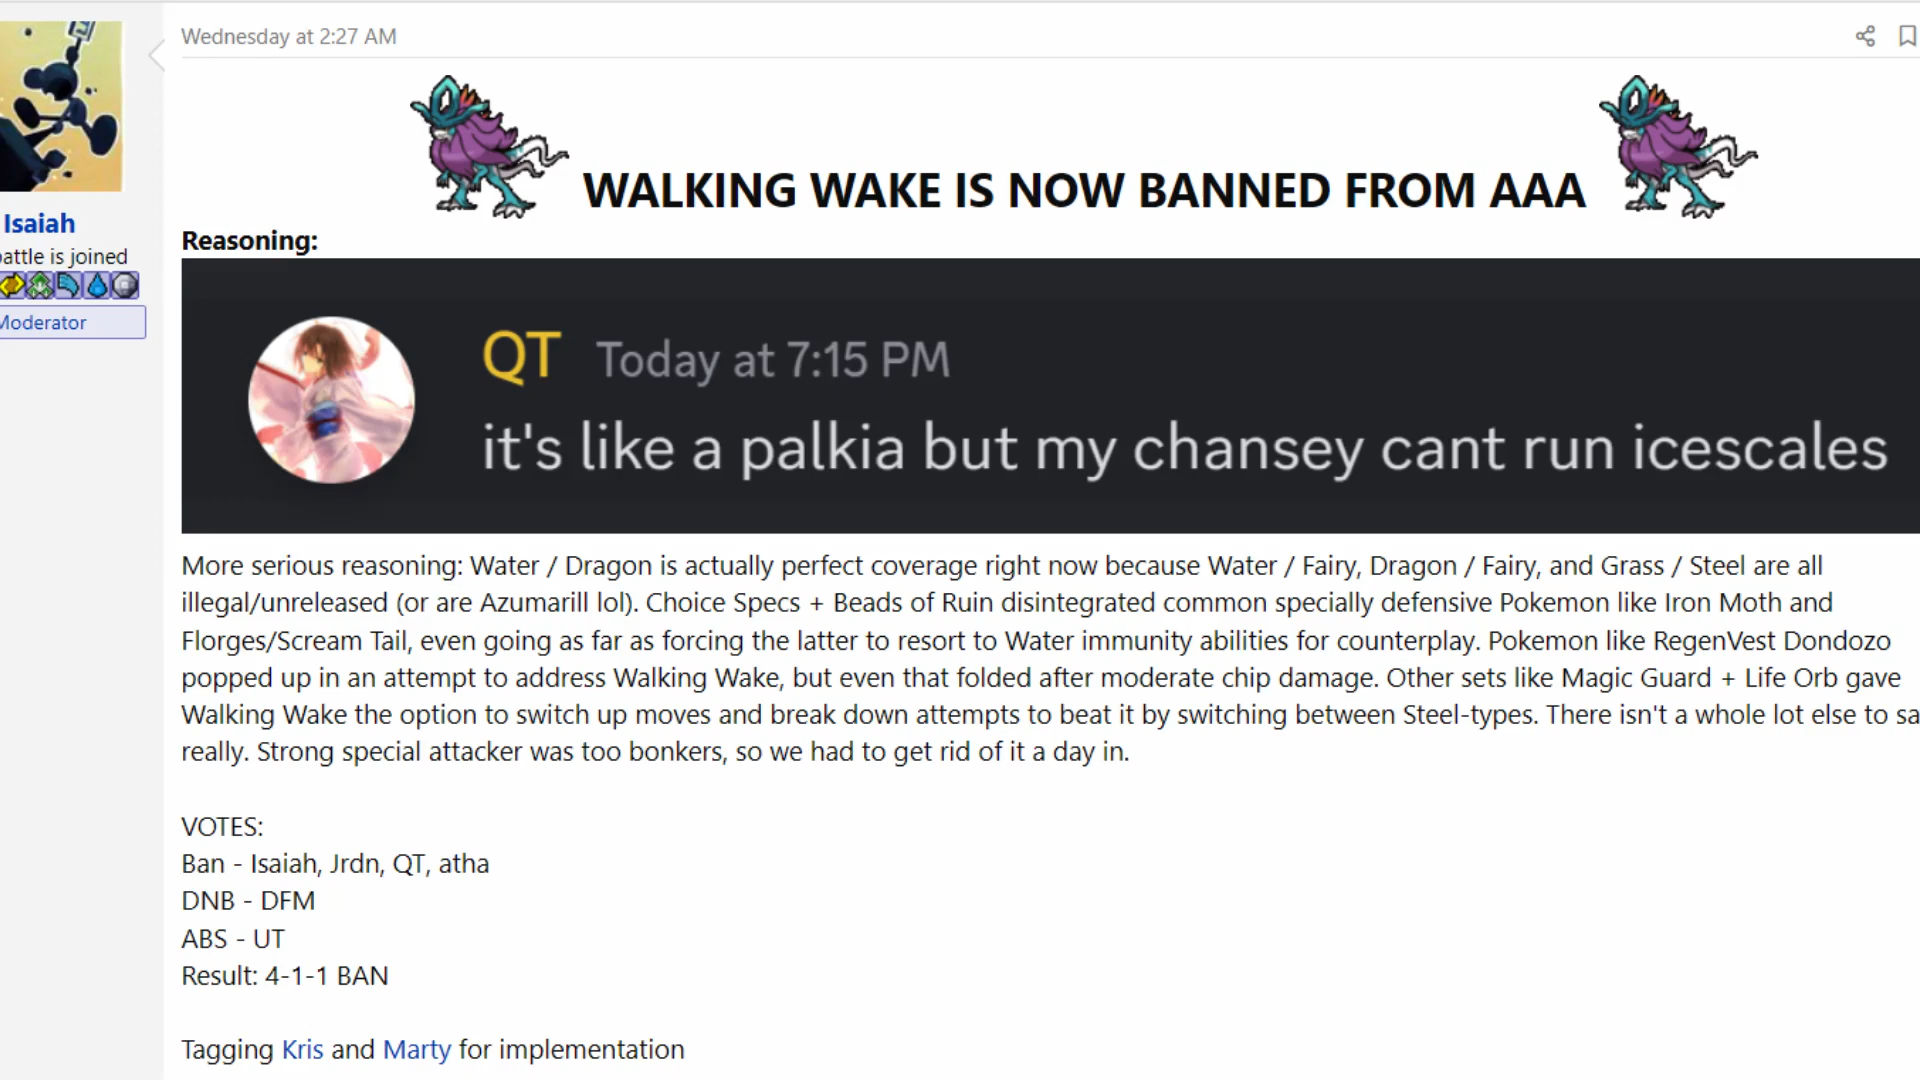 Wednesday at 2:27 AM
WALKING WAKE IS NOW BANNED FROM AAA
Isaiah
attle is joined
Moderator
Reasoning:
QT Today at 7:15 PM
it's like a palkia but my chansey cant run icescales
More serious reasoning: Water / Dragon is actually perfect coverage right now because Water / Fairy, Dragon / Fairy, and Grass / Steel are all
illegal/unreleased (or are Azumarill lol). Choice Specs + Beads of Ruin disintegrated common specially defensive Pokemon like Iron Moth and
Florges/Scream Tail, even going as far as forcing the latter to resort to Water immunity abilities for counterplay. Pokemon like RegenVest Dondozo
popped up in an attempt to address Walking Wake, but even that folded after moderate chip damage. Other sets like Magic Guard + Life Orb gave
Walking Wake the option to switch up moves and break down attempts to beat it by switching between Steel-types. There isn't a whole lot else to sa
really. Strong special attacker was too bonkers, so we had to get rid of it a day in.
VOTES:
Ban - Isaiah, Jrdn, QT, atha
DNB - DFM
ABS - UT
Result: 4-1-1 BAN
Tagging Kris and Marty for implementation